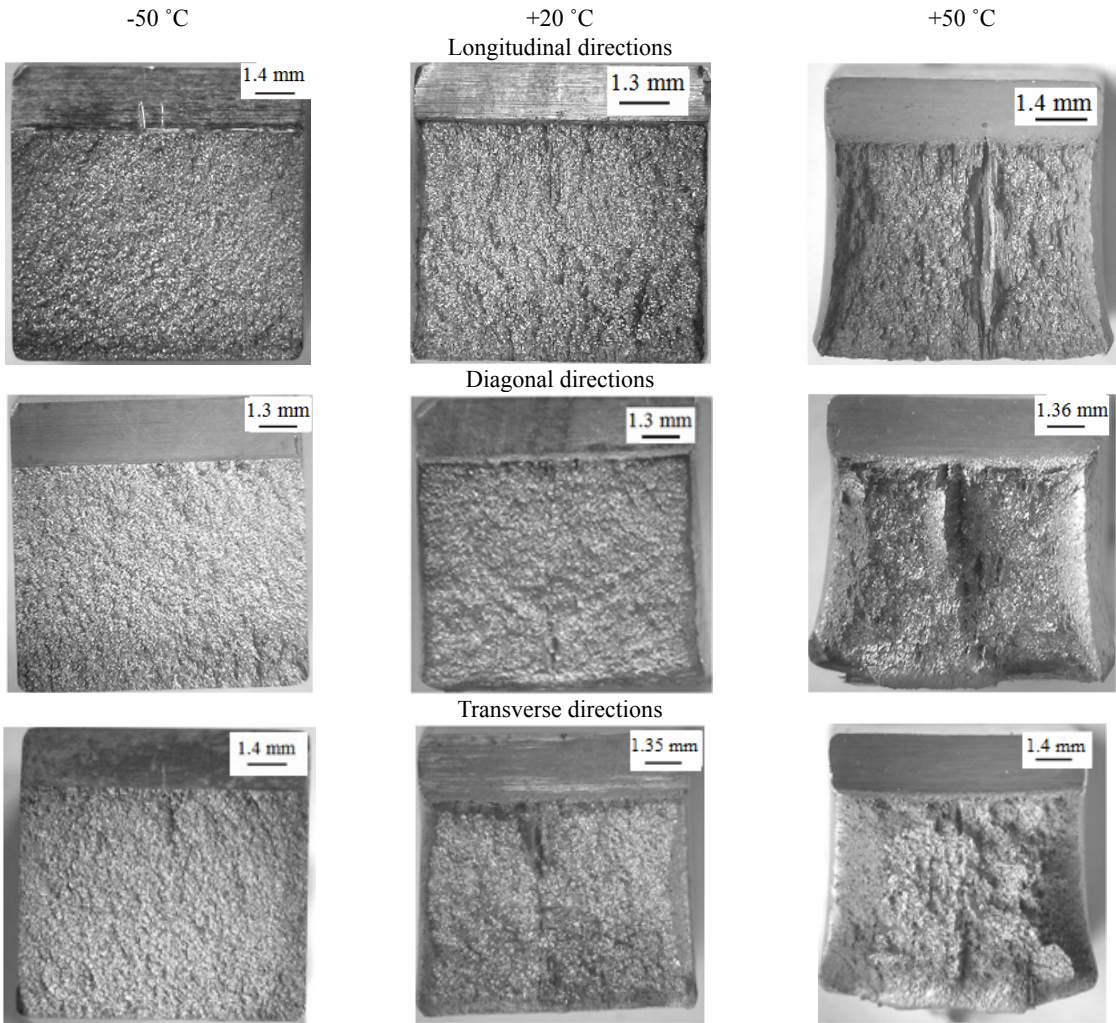 -50 ˚C +20 ˚C +50 ˚C
Longitudinal directions
1.4 mm 1.3 mm 1.4 mm
Diagonal directions
1.3 mm 1.3 mm 1.36 mm
Transverse directions
1.4 mm 1.35 mm 1.4 mm